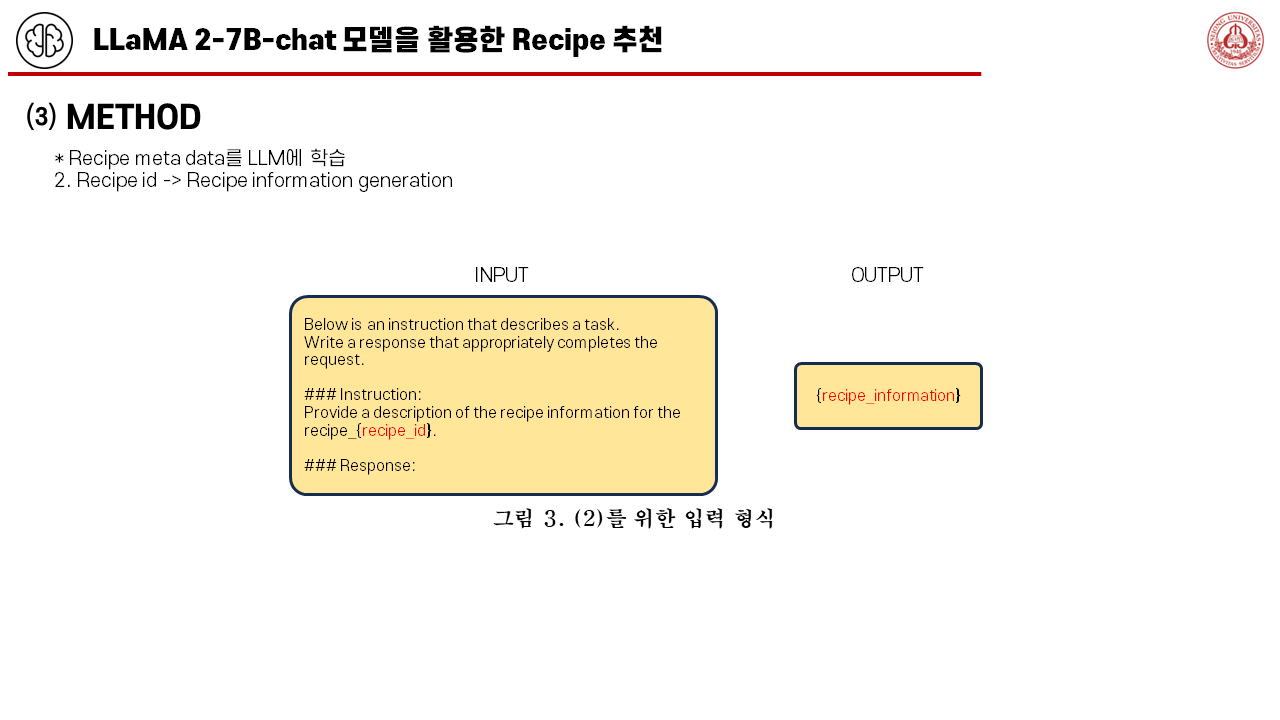 LLaMA 2-7B-chat 모델을 활용한 Recipe 추천
(3) METHOD
* Recipe meta data를 LLM에 학습
2. Recipe id -> Recipe information generation
INPUT
OUTPUT
Below is an instruction that describes a task.
Write a response that appropriately completes the
request.
### Instruction:
Provide a description of the recipe information for the
recipe_{recipe_id}.
### Response:
{recipe_information}
그림 3. (2)를 위한 입력 형식